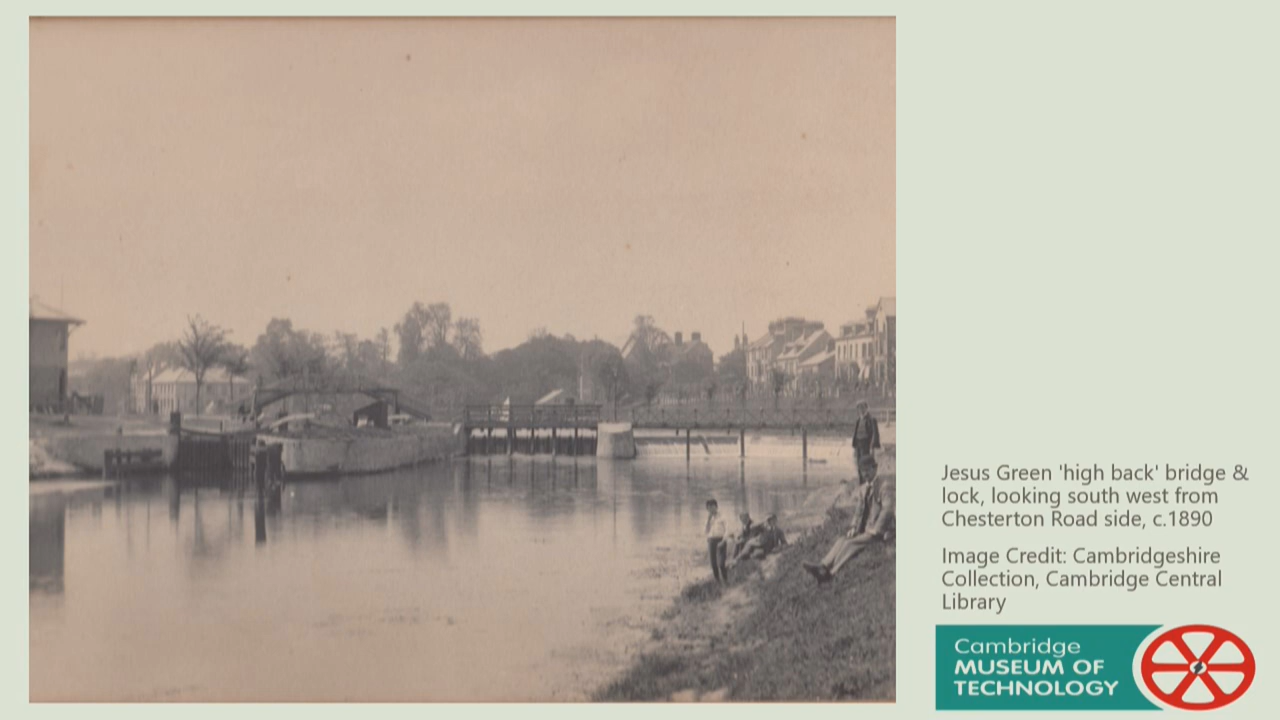 Jesus Green 'high back' bridge &
lock, looking south west from
Chesterton Road side, c.1890
Image Credit: Cambridgeshire
Collection, Cambridge Central
Library
Cambridge
MUSEUM OF
TECHNOLOGY